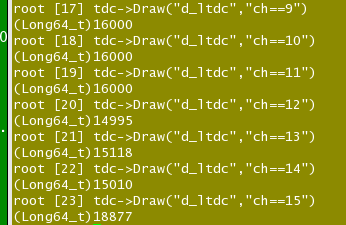 root [17] tdc->Draw("d_ltdc","ch==9")
(Long64_t)16000
root [18] tdc->Draw("d_ltdc","ch==10")
(Long64_t)16000
root [19] tdc->Draw("d_ltdc","ch==11")
(Long64_t)16000
root [20] tdc->Draw("d_ltdc","ch==12")
(Long64_t)14995
root [21] tdc->Draw("d_ltdc","ch==13")
(Long64_t)15118
root [22] tdc->Draw("d_ltdc","ch==14")
(Long64_t)15010
root [23] tdc->Draw("d_ltdc","ch==15")
(Long64_t)18877